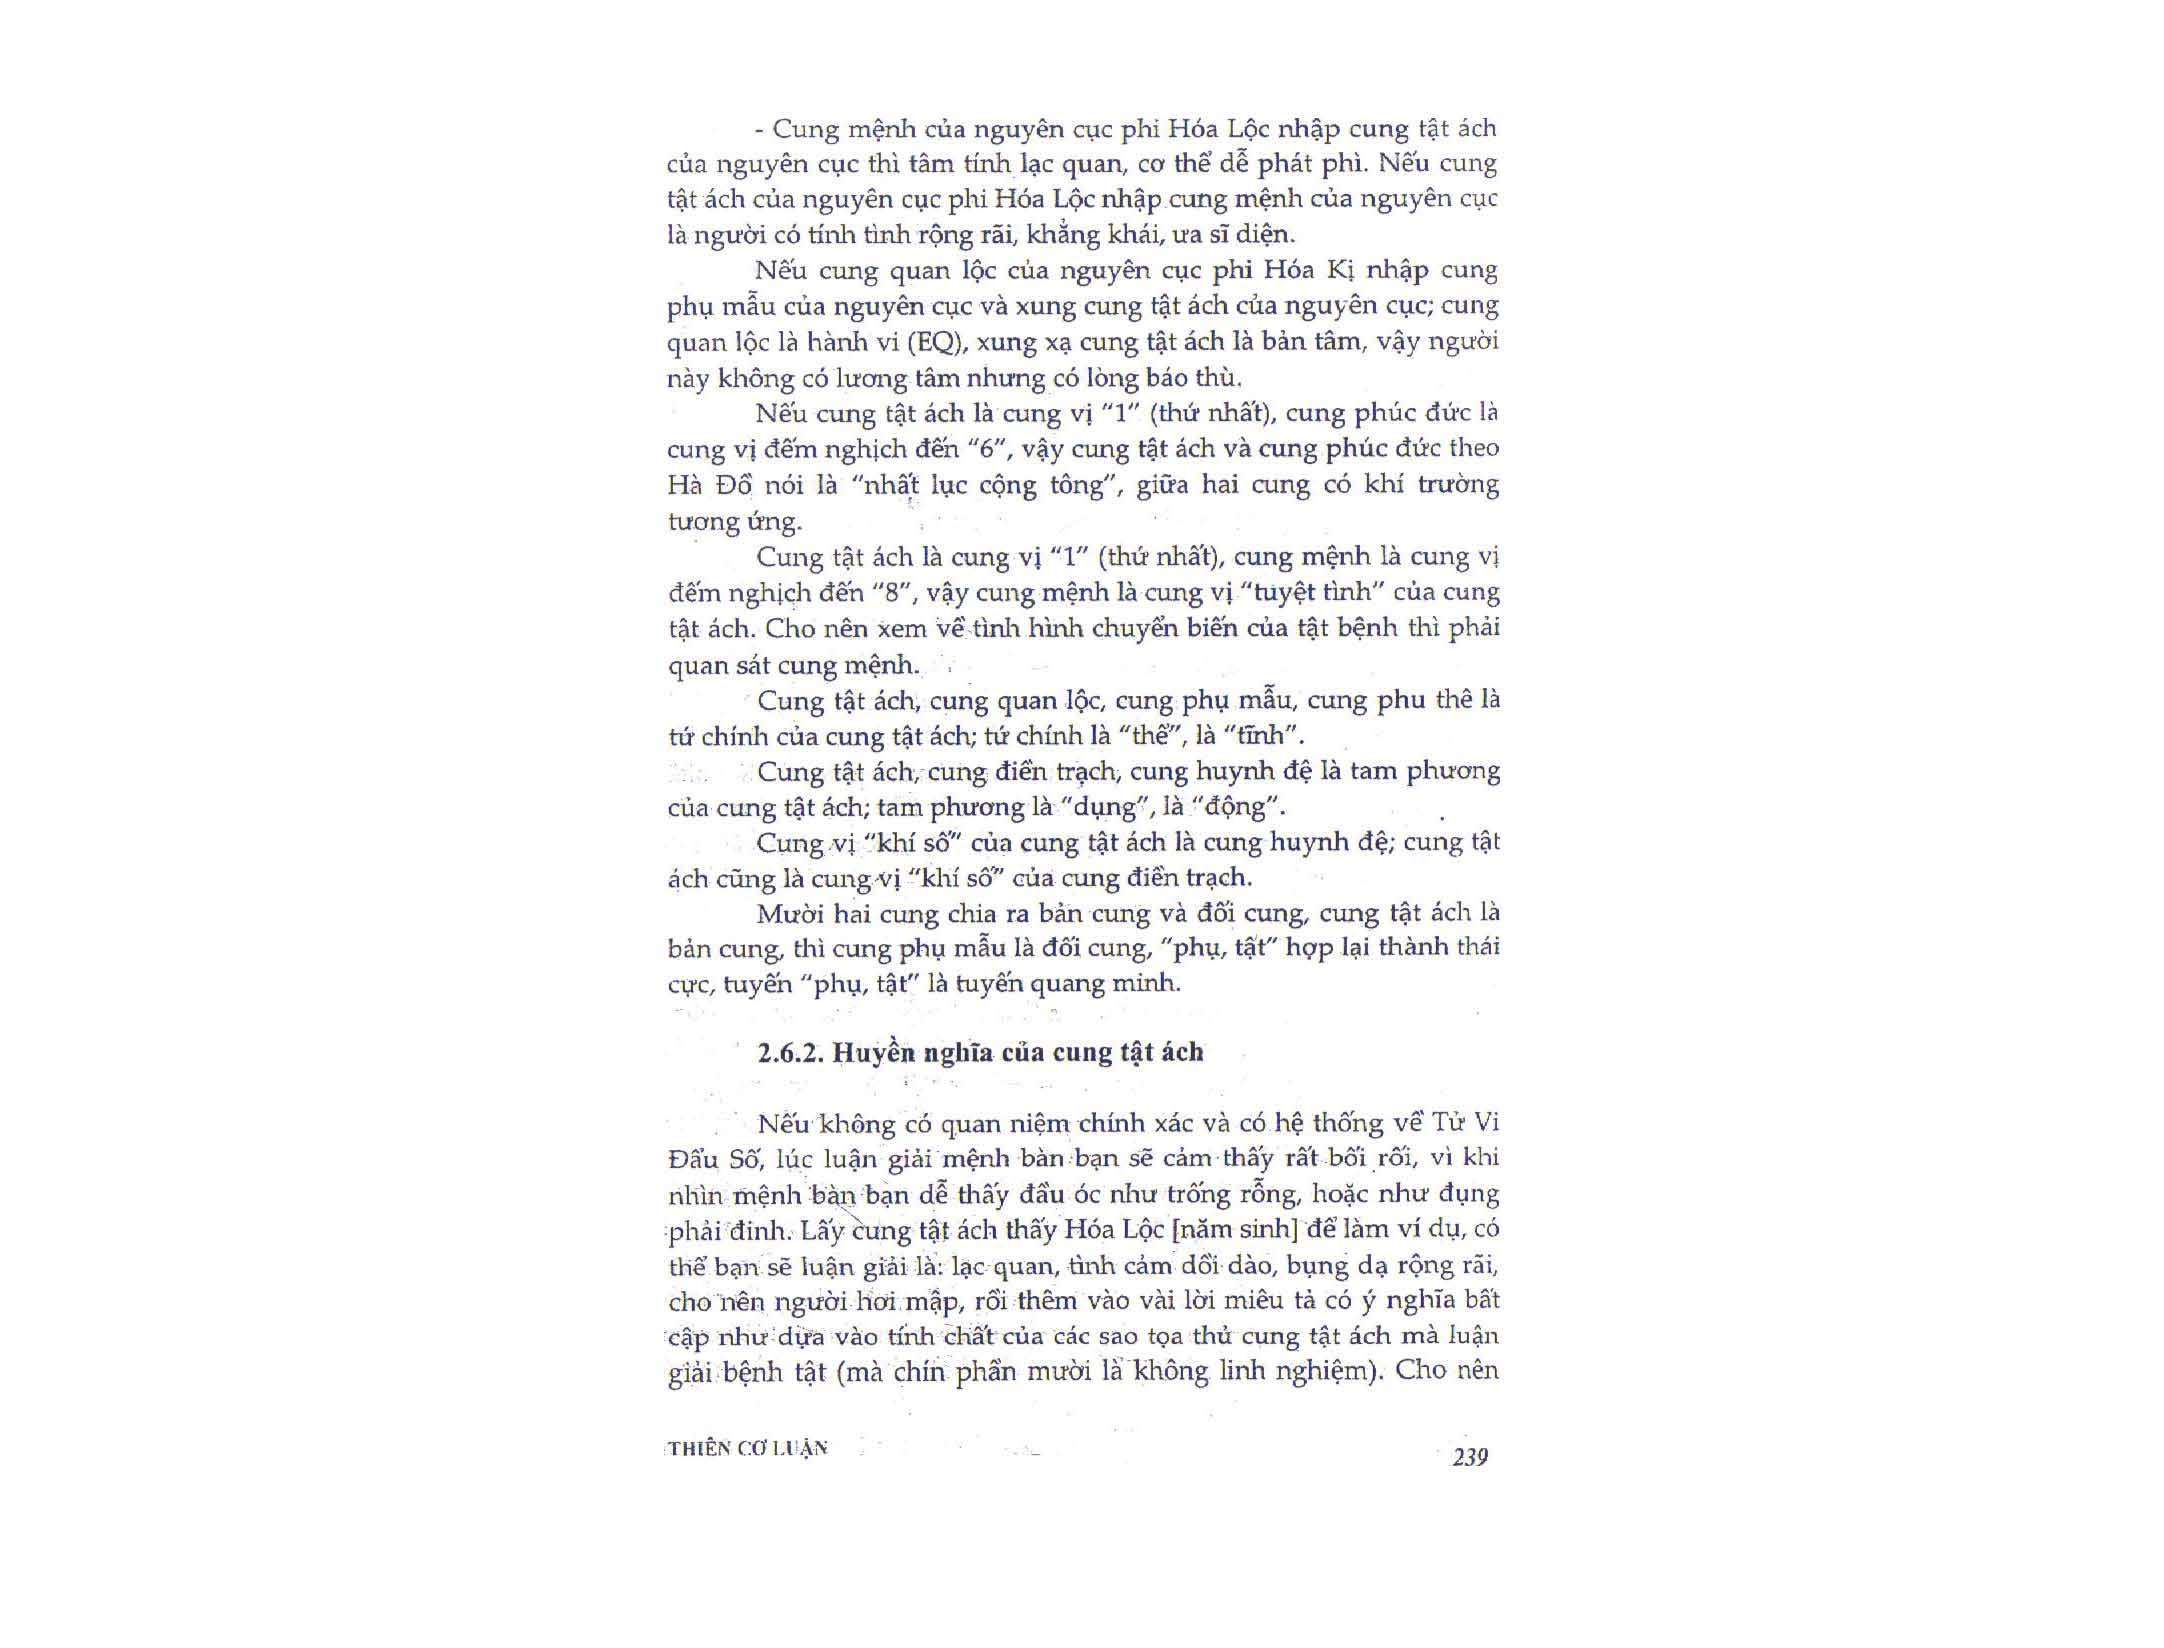 - Cung mệnh của nguyên cục phi Hóa Lộc nhập cung tật ách
của nguyên cục thì tâm tính lạc quan, cơ thể dễ phát phì. Nếu cung
tật ách của nguyên cục phi Hóa Lộc nhập cung mệnh của nguyên cục
là người có tính tình rộng rãi, khẳng khái, ưa sĩ diện.
Nếu cung quan lộc của nguyên cục phi Hóa Kị nhập cung
phụ mẫu của nguyên cục và xung cung tật ách của nguyên cục; cung
quan lộc là hành vi (EQ), xung xạ cung tật ách là bản tâm, vậy người
này không có lương tâm nhưng có lòng báo thù.
Nếu cung tật ách là cung vị "1" (thứ nhất), cung phúc đức là
cung vị đếm nghịch đến "6", vậy cung tật ách và cung phúc đức theo
Hà Đồ nói là "nhất lục cộng tông", giữa hai cung có khí trường
tương ứng.
Cung tật ách là cung vị "1" (thứ nhất), cung mệnh là cung vị
đếm nghịch đến "8", vậy cung mệnh là cung vị "tuyệt tình" của cung
tật ách. Cho nên xem về tình hình chuyển biến của tật bệnh thì phải
quan sát cung mệnh.
Cung tật ách, cung quan lộc, cung phụ mẫu, cung phu thê là
tứ chính của cung tật ách; tứ chính là "thể", là "tĩnh".
Cung tật ách, cung điền trạch, cung huynh đệ là tam phương
của cung tật ách; tam phương là "dụng", là "động".
Cung vị "khí số" của cung tật ách là cung huynh đệ; cung tật
ách cũng là cung vị "khí số" của cung điền trạch.
Mười hai cung chia ra bản cung và đối cung, cung tật ách là
bản cung, thì cung phụ mẫu là đối cung, "phụ, tật" hợp lại thành thái
cực, tuyến "phụ, tật" là tuyến quang minh.
2.6.2. Huyền nghĩa của cung tật ách
Nếu không có quan niệm chính xác và có hệ thống về Tử Vi
Đẩu Số, lúc luận giải mệnh bàn bạn sẽ cảm thấy rất bối rối, vì khi
nhìn mệnh bàn bạn dễ thấy đầu óc như trống rỗng, hoặc như đụng
phải đinh. Lấy cung tật ách thấy Hóa Lộc [năm sinh] để làm ví dụ, có
thể bạn sẽ luận giải là: lạc quan, tình cảm dồi dào, bụng dạ rộng rãi,
cho nên người hơi mập, rồi thêm vào vài lời miêu tả có ý nghĩa bất
cập như dựa vào tính chất của các sao tọa thủ cung tật ách mà luận
giải bệnh tật (mà chín phần mười là không linh nghiệm). Cho nên
THIÊN CƠ LUẬN
239